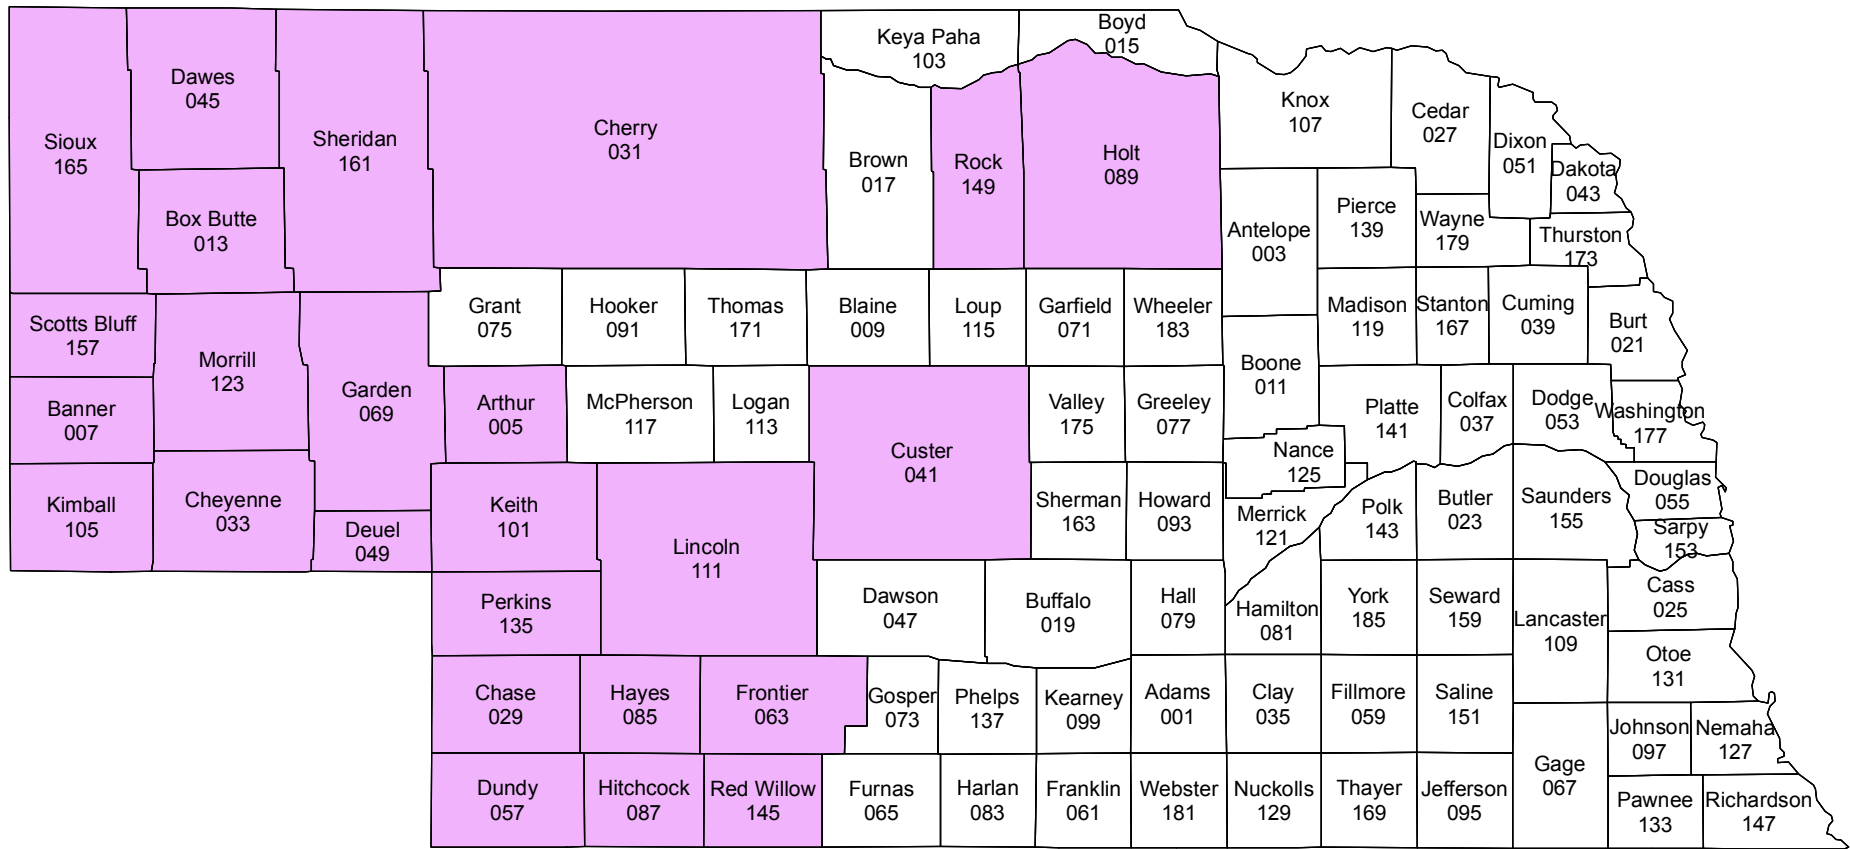 Sioux
165
Dawes
045
Box Butte
013
Sheridan
161
Cherry
031
Keya Paha
103
Boyd
015
Brown
017
Rock
149
Holt
089
Knox
107
Cedar
027
Dixon
051
Dakota
043
Antelope
003
Pierce
139
Wayne
179
Thurston
173
Scotts Bluff
157
Morrill
123
Garden
069
Banner
007
Kimball
105
Cheyenne
033
Deuel
049
Grant
075
Hooker
091
Thomas
171
Blaine
009
Loup
115
Garfield
071
Wheeler
183
Madison
119
Stanton
167
Cuming
039
Burt
021
Boone
011
Arthur
005
McPherson
117
Logan
113
Custer
041
Valley
175
Greeley
077
Platte
141
Colfax
037
Dodge
053
Washington
177
Nance
125
Keith
101
Lincoln
111
Sherman
163
Howard
093
Merrick
121
Polk
143
Butler
023
Saunders
155
Douglas
055
Sarpy
153
Perkins
135
Dawson
047
Buffalo
019
Hall
079
Hamilton
081
York
185
Seward
159
Lancaster
109
Cass
025
Otoe
131
Chase
029
Hayes
085
Frontier
063
Gosper
073
Phelps
137
Kearney
099
Adams
001
Clay
035
Fillmore
059
Saline
151
Gage
067
Johnson
097
Nemaha
127
Dundy
057
Hitchcock
087
Red Willow
145
Furnas
065
Harlan
083
Franklin
061
Webster
181
Nuckolls
129
Thayer
169
Jefferson
095
Pawnee
133
Richardson
147